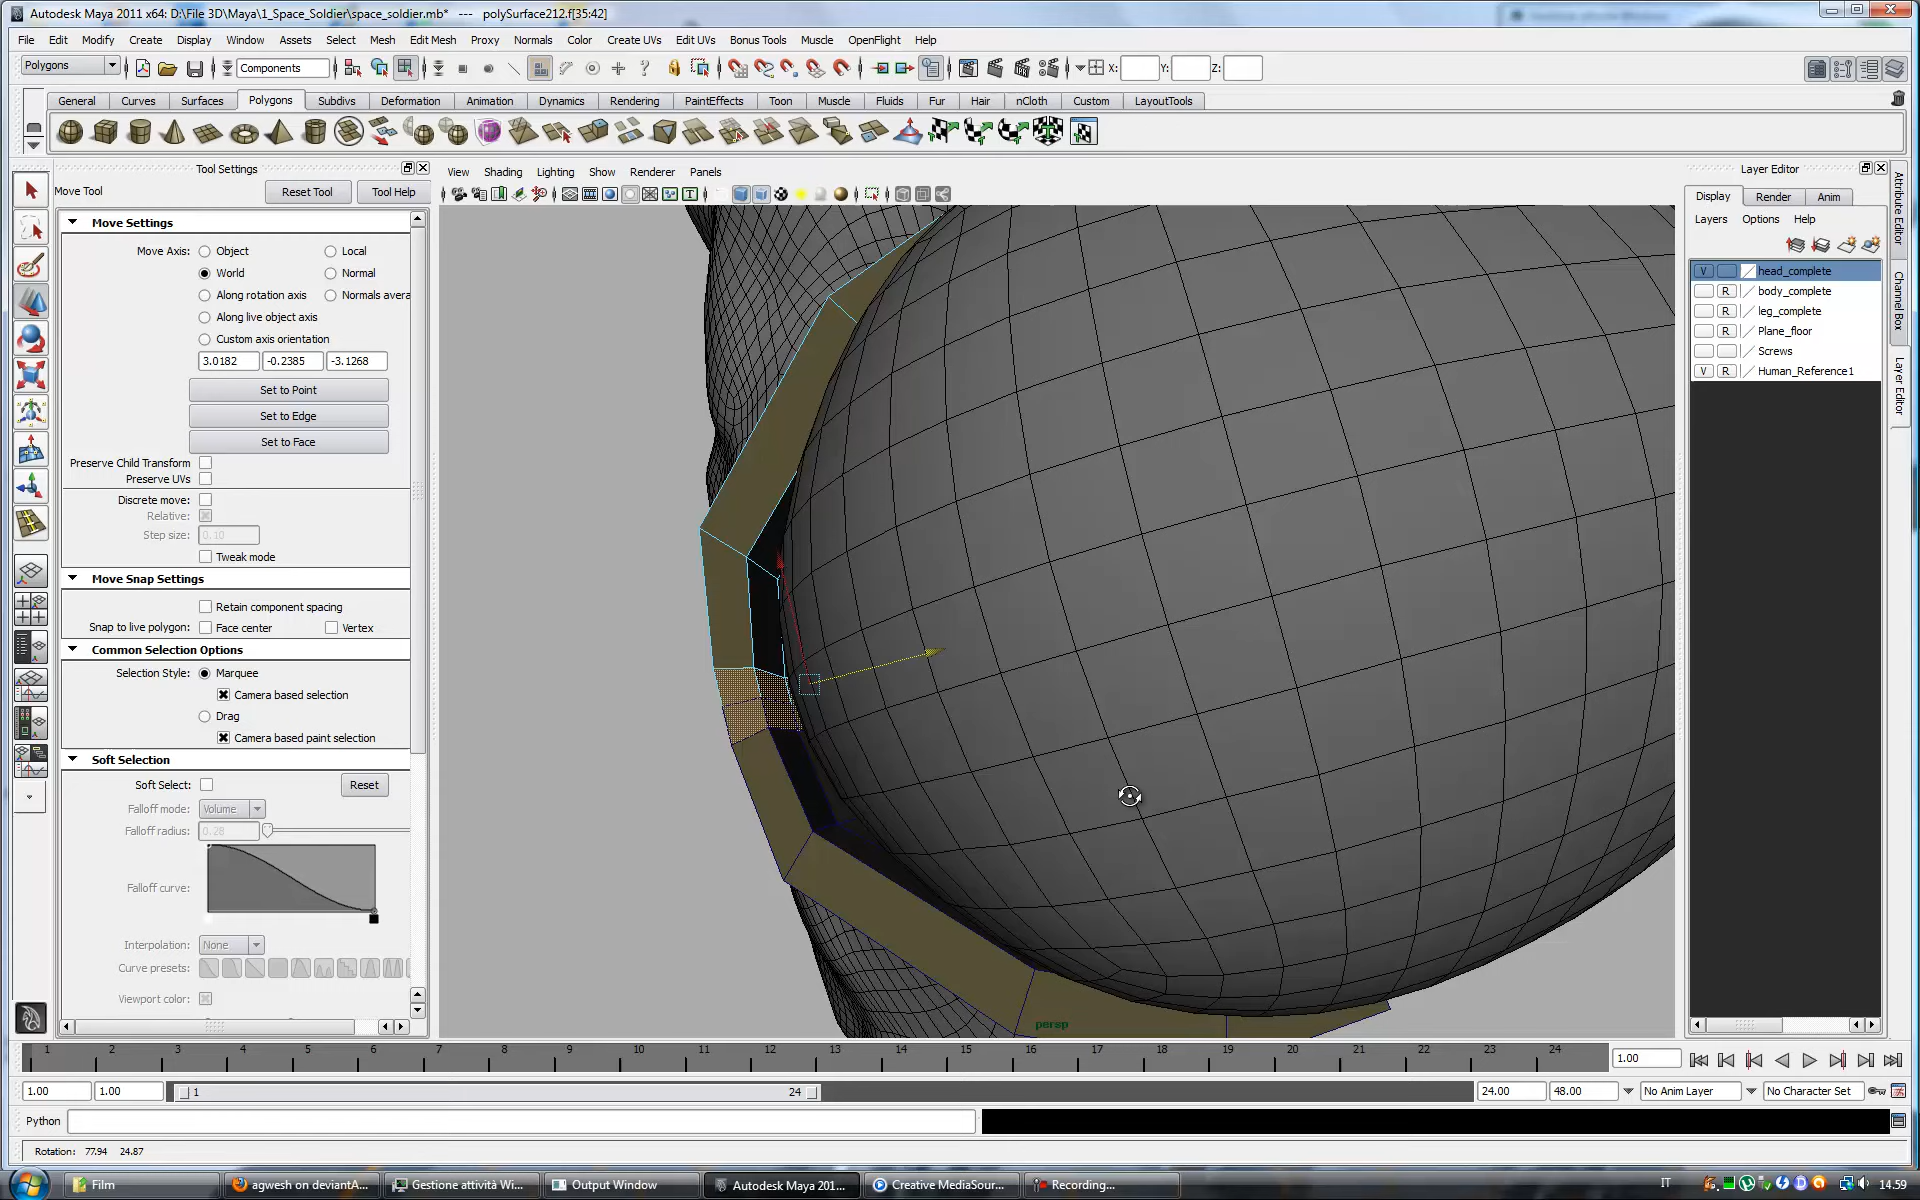 Autodesk Maya 2011 x64: D:\File 3D\Maya\1_Space_Soldier\space_soldier.mb* --- polySurface212.f[35:42]
File Edit Modify Create Display Window Assets Select Mesh Edit Mesh Proxy Normals Color Create UVs Edit UVs Bonus Tools Muscle OpenFlight Help
Polygons Components X: Y: Z:
General Curves Surfaces Polygons Subdivs Deformation Animation Dynamics Rendering PaintEffects Toon Muscle Fluids Fur Hair nCloth Custom LayoutTools
Tool Settings
Move Tool Reset Tool Tool Help
Move Settings
Move Axis: Object Local
World Normal
Along rotation axis Normals avera
Along live object axis
Custom axis orientation
3.0182 -0.2385 -3.1268
Set to Point
Set to Edge
Set to Face
Preserve Child Transform
Preserve UVs
Discrete move:
Relative:
Step size: 0.10
Tweak mode
Move Snap Settings
Retain component spacing
Snap to live polygon: Face center Vertex
Common Selection Options
Selection Style: Marquee
Camera based selection
Drag
Camera based paint selection
Soft Selection
Soft Select: Reset
Falloff mode: Volume
Falloff radius: 0.28
Falloff curve:
Interpolation: None
Curve presets:
Viewport color:
View Shading Lighting Show Renderer Panels
persp
Layer Editor
Display Render Anim
Layers Options Help
V head_complete
R body_complete
R leg_complete
R Plane_floor
Screws
V R Human_Reference1
Attribute Editor
Channel Box
Layer Editor
1 2 3 4 5 6 7 8 9 10 11 12 13 14 15 16 17 18 19 20 21 22 23 24 1.00
1.00 1.00 1 24 24.00 48.00 No Anim Layer No Character Set
Python
Rotation: 77.94 24.87
Film agwesh on deviantA... Gestione attività Wi... Output Window Autodesk Maya 201... Creative MediaSour... Recording... IT 14.59